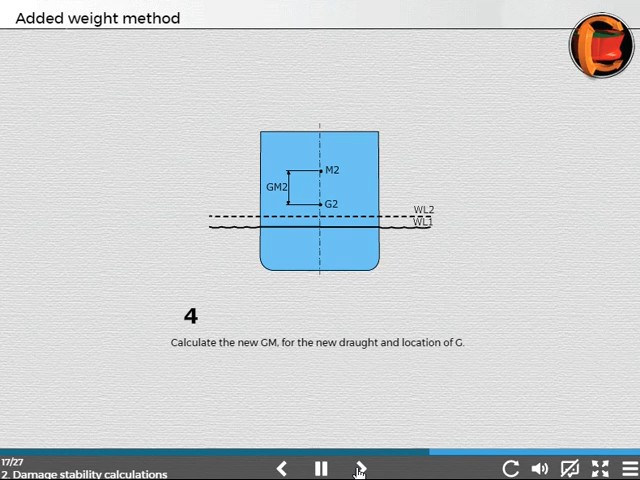 Added weight method
M2
GM2
G2
WL2
WL1
4
Calculate the new GM, for the new draught and location of G.
17/27
2. Damage stability calculations